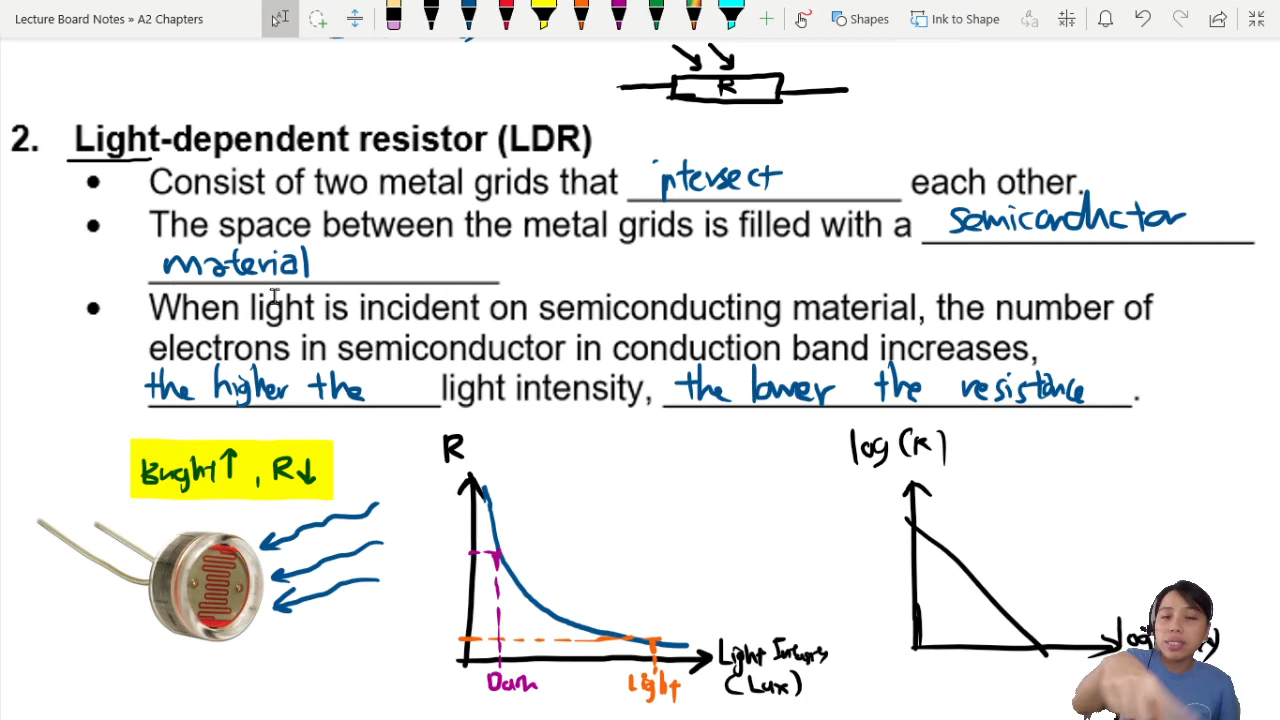 Lecture Board Notes » A2 Chapters
Shapes
Ink to Shape
R
2. Light-dependent resistor (LDR)
• Consist of two metal grids that intersect each other.
• The space between the metal grids is filled with a semiconductor
material
• When light is incident on semiconducting material, the number of
electrons in semiconductor in conduction band increases,
the higher the light intensity, the lower the resistance.
Bright↑, R↓
R
log (R)
Light
(Lux)
Dark
Light